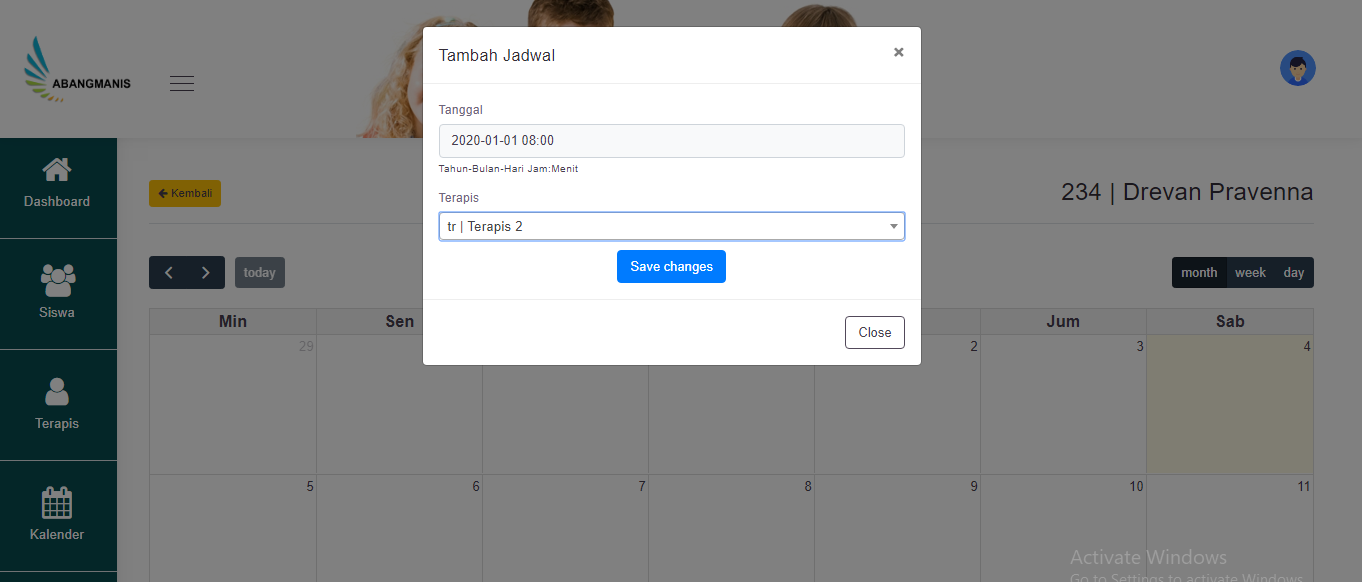 ABANGMANIS
Tambah Jadwal
×
Tanggal
2020-01-01 08:00
Tahun-Bulan-Hari Jam:Menit
Terapis
tr | Terapis 2
Save changes
Close
Dashboard
Siswa
Terapis
Kalender
Kembali
234 | Drevan Pravenna
today
month week day
Min Sen Jum Sab
29 2 3 4
5 6 7 8 9 10 11
Activate Windows
Go to Settings to activate Windows.